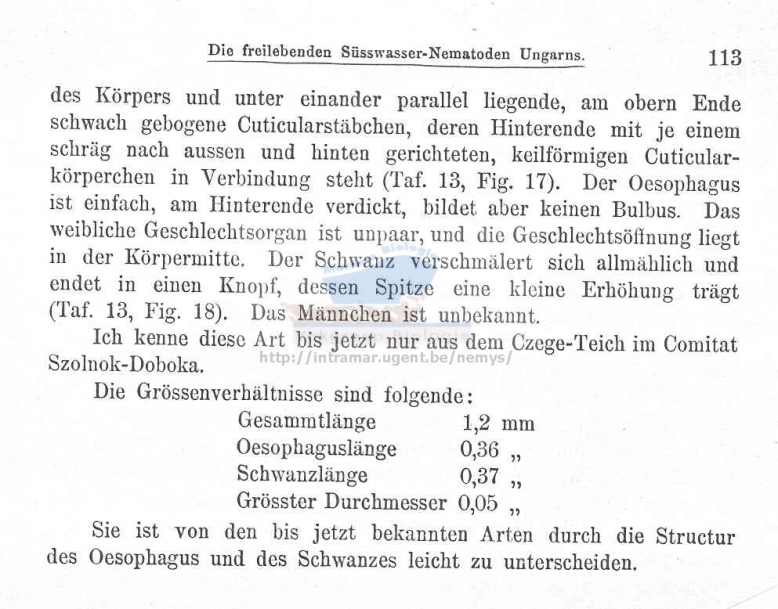 Die freilebenden Süsswasser-Nematoden Ungarns. 113
des Körpers und unter einander parallel liegende, am obern Ende
schwach gebogene Cuticularstäbchen, deren Hinterende mit je einem
schräg nach aussen und hinten gerichteten, keilförmigen Cuticular-
körperchen in Verbindung steht (Taf. 13, Fig. 17). Der Oesophagus
ist einfach, am Hinterende verdickt, bildet aber keinen Bulbus. Das
weibliche Geschlechtsorgan ist unpaar, und die Geschlechtsöffnung liegt
in der Körpermitte. Der Schwanz verschmälert sich allmählich und
endet in einen Knopf, dessen Spitze eine kleine Erhöhung trägt
(Taf. 13, Fig. 18). Das Männchen ist unbekannt.
Ich kenne diese Art bis jetzt nur aus dem Czege-Teich im Comitat
http://intramar.ugent.be/nemys/
Szolnok-Doboka.
Die Grössenverhältnisse sind folgende:
Gesammtlänge 1,2 mm
Oesophaguslänge 0,36 „
Schwanzlänge 0,37 „
Grösster Durchmesser 0,05 „
Sie ist von den bis jetzt bekannten Arten durch die Structur
des Oesophagus und des Schwanzes leicht zu unterscheiden.